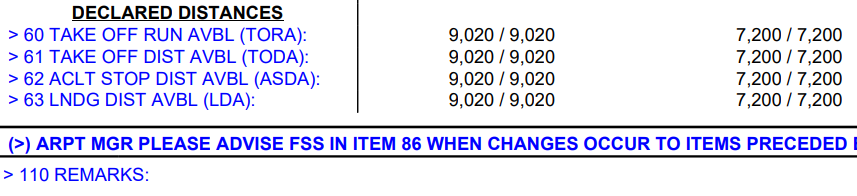 DECLARED DISTANCES
> 60 TAKE OFF RUN AVBL (TORA): 9,020 / 9,020 7,200 / 7,200
> 61 TAKE OFF DIST AVBL (TODA): 9,020 / 9,020 7,200 / 7,200
> 62 ACLT STOP DIST AVBL (ASDA): 9,020 / 9,020 7,200 / 7,200
> 63 LNDG DIST AVBL (LDA): 9,020 / 9,020 7,200 / 7,200
(>) ARPT MGR PLEASE ADVISE FSS IN ITEM 86 WHEN CHANGES OCCUR TO ITEMS PRECEDED
> 110 REMARKS: